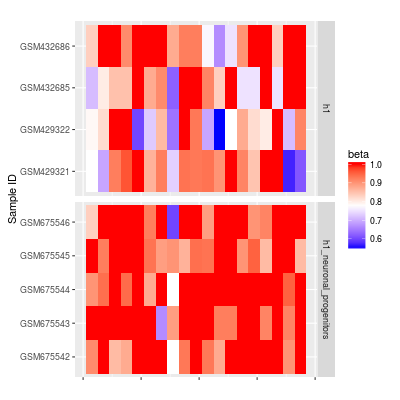 GSM432686
GSM432685
GSM429322
GSM429321
h1
GSM675546
GSM675545
GSM675544
GSM675543
GSM675542
h1_neuronal_progenitors
Sample ID
beta
1.0
0.9
0.8
0.7
0.6